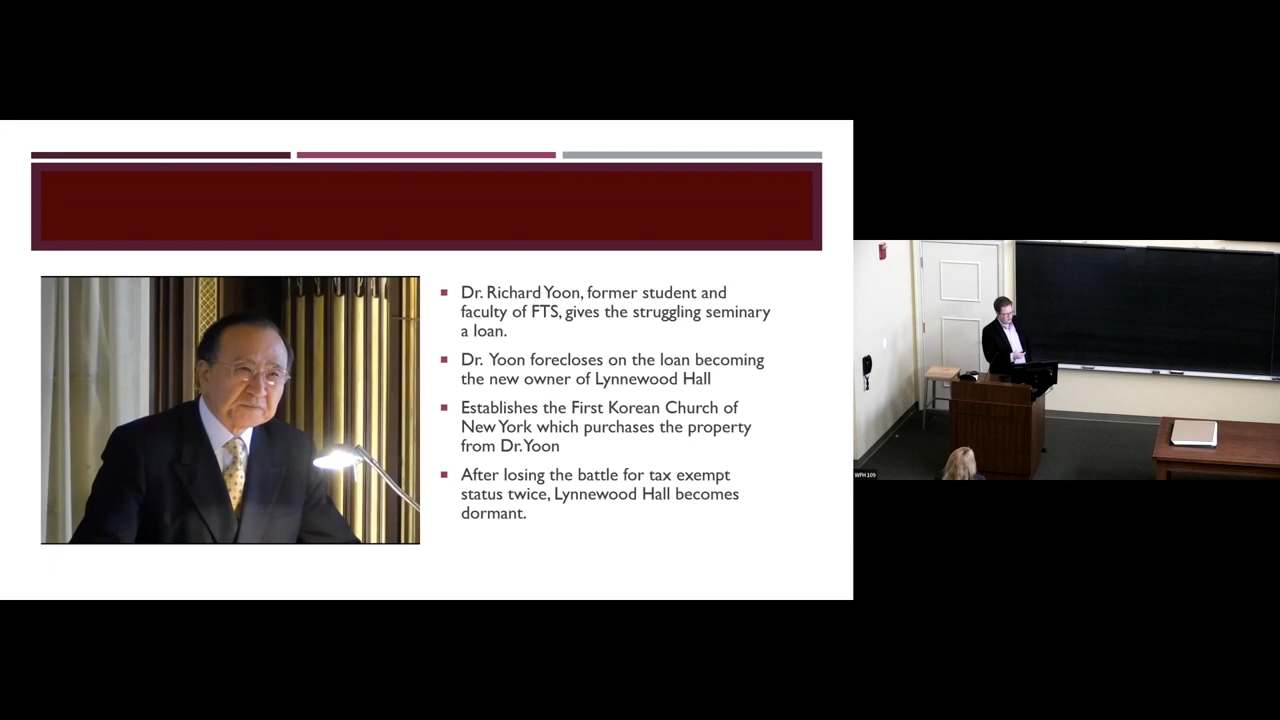 Dr. Richard Yoon, former student and
faculty of FTS, gives the struggling seminary
a loan.
Dr. Yoon forecloses on the loan becoming
the new owner of Lynnewood Hall
Establishes the First Korean Church of
New York which purchases the property
from Dr. Yoon
After losing the battle for tax exempt
status twice, Lynnewood Hall becomes
dormant.
WFH 109